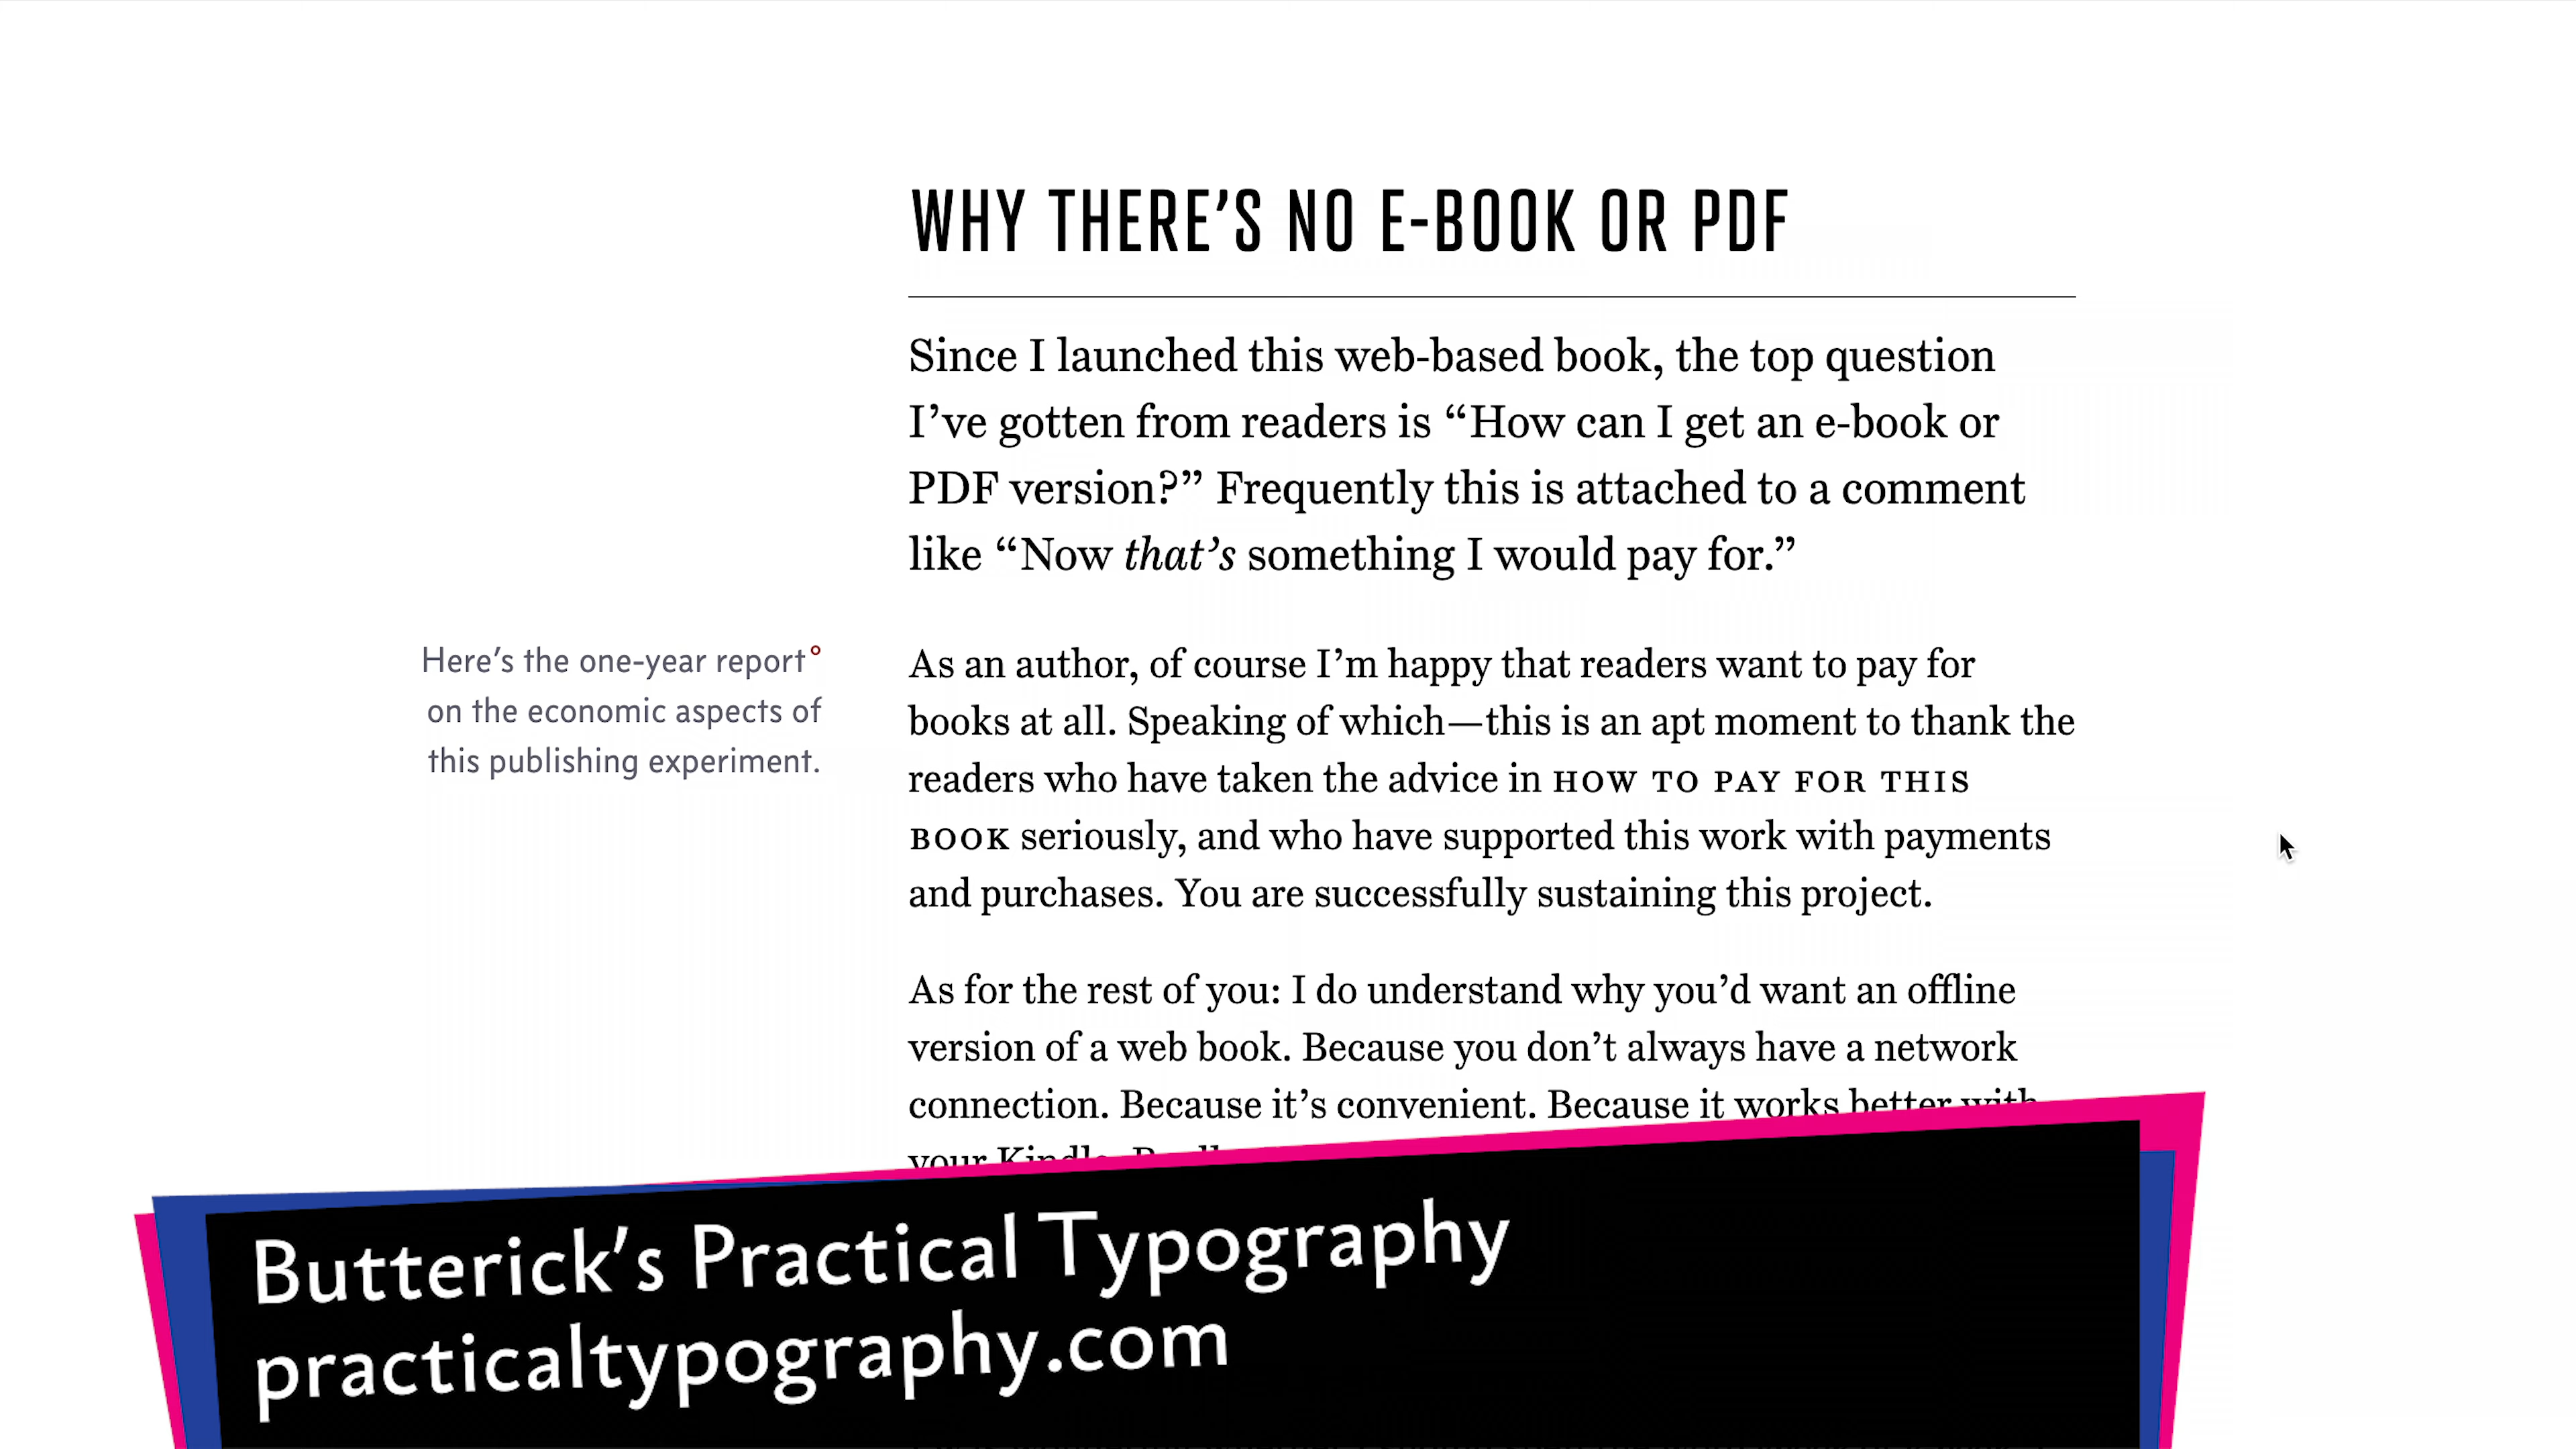 WHY THERE’S NO E-BOOK OR PDF
Since I launched this web-based book, the top question
I’ve gotten from readers is “How can I get an e-book or
PDF version?” Frequently this is attached to a comment
like “Now that’s something I would pay for.”
Here’s the one-year report°
on the economic aspects of
this publishing experiment.
As an author, of course I’m happy that readers want to pay for
books at all. Speaking of which—this is an apt moment to thank the
readers who have taken the advice in HOW TO PAY FOR THIS
BOOK seriously, and who have supported this work with payments
and purchases. You are successfully sustaining this project.
As for the rest of you: I do understand why you’d want an offline
version of a web book. Because you don’t always have a network
connection. Because it’s convenient. Because it works better with
your Kindle.
Butterick’s Practical Typography
practicaltypography.com